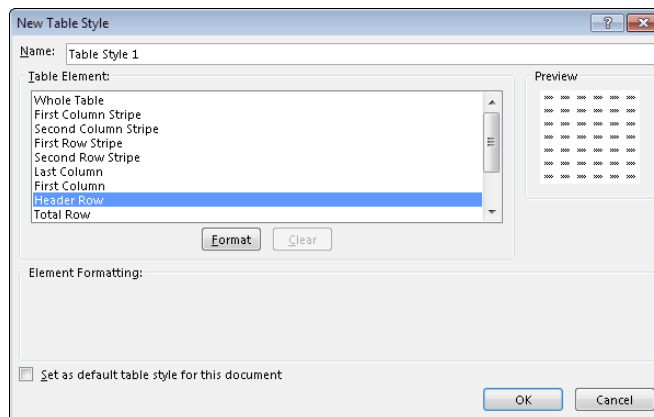 New Table Style
Name: Table Style 1
Table Element:
Whole Table
First Column Stripe
Second Column Stripe
First Row Stripe
Second Row Stripe
Last Column
First Column
Header Row
Total Row
Format Clear
Preview
Element Formatting:
Set as default table style for this document
OK Cancel